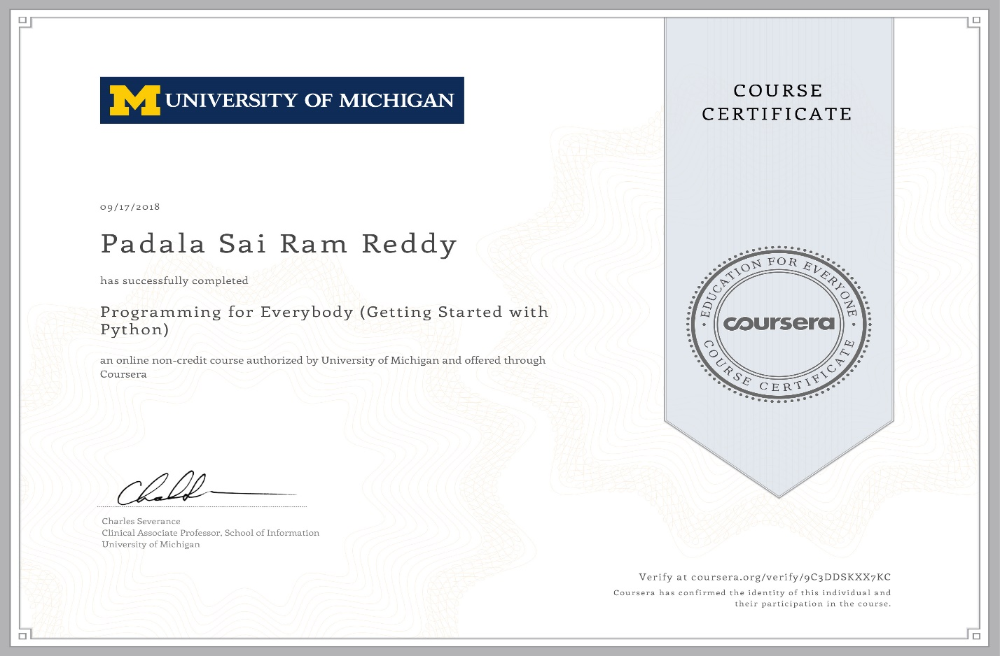 M UNIVERSITY OF MICHIGAN
COURSE
CERTIFICATE
09/17/2018
Padala Sai Ram Reddy
has successfully completed
Programming for Everybody (Getting Started with
Python)
an online non-credit course authorized by University of Michigan and offered through
Coursera
EDUCATION FOR EVERYONE
coursera
COURSE CERTIFICATE
Charles Severance
Clinical Associate Professor, School of Information
University of Michigan
Verify at coursera.org/verify/9C3DDSKXX7KC
Coursera has confirmed the identity of this individual and
their participation in the course.